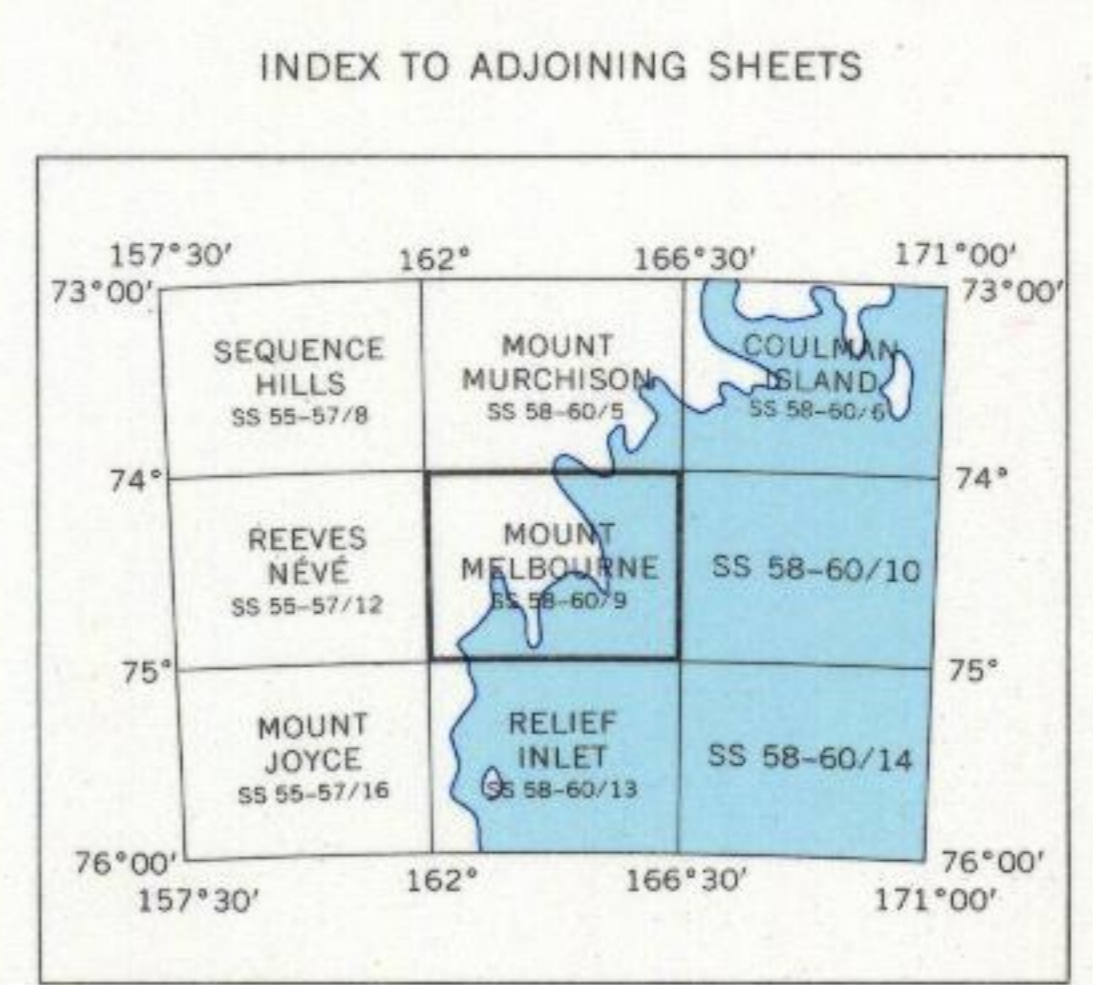 INDEX TO ADJOINING SHEETS
157°30′ 162° 166°30′ 171°00′
73°00′ 73°00′
SEQUENCE
HILLS
SS 55–57/8
MOUNT
MURCHISON
SS 58–60/5
COULMAN
ISLAND
SS 58–60/6
74° 74°
REEVES
NÉVÉ
SS 55–57/12
MOUNT
MELBOURNE
SS 58–60/9
SS 58–60/10
75° 75°
MOUNT
JOYCE
SS 55–57/16
RELIEF
INLET
SS 58–60/13
SS 58–60/14
76°00′ 76°00′
157°30′ 162° 166°30′ 171°00′